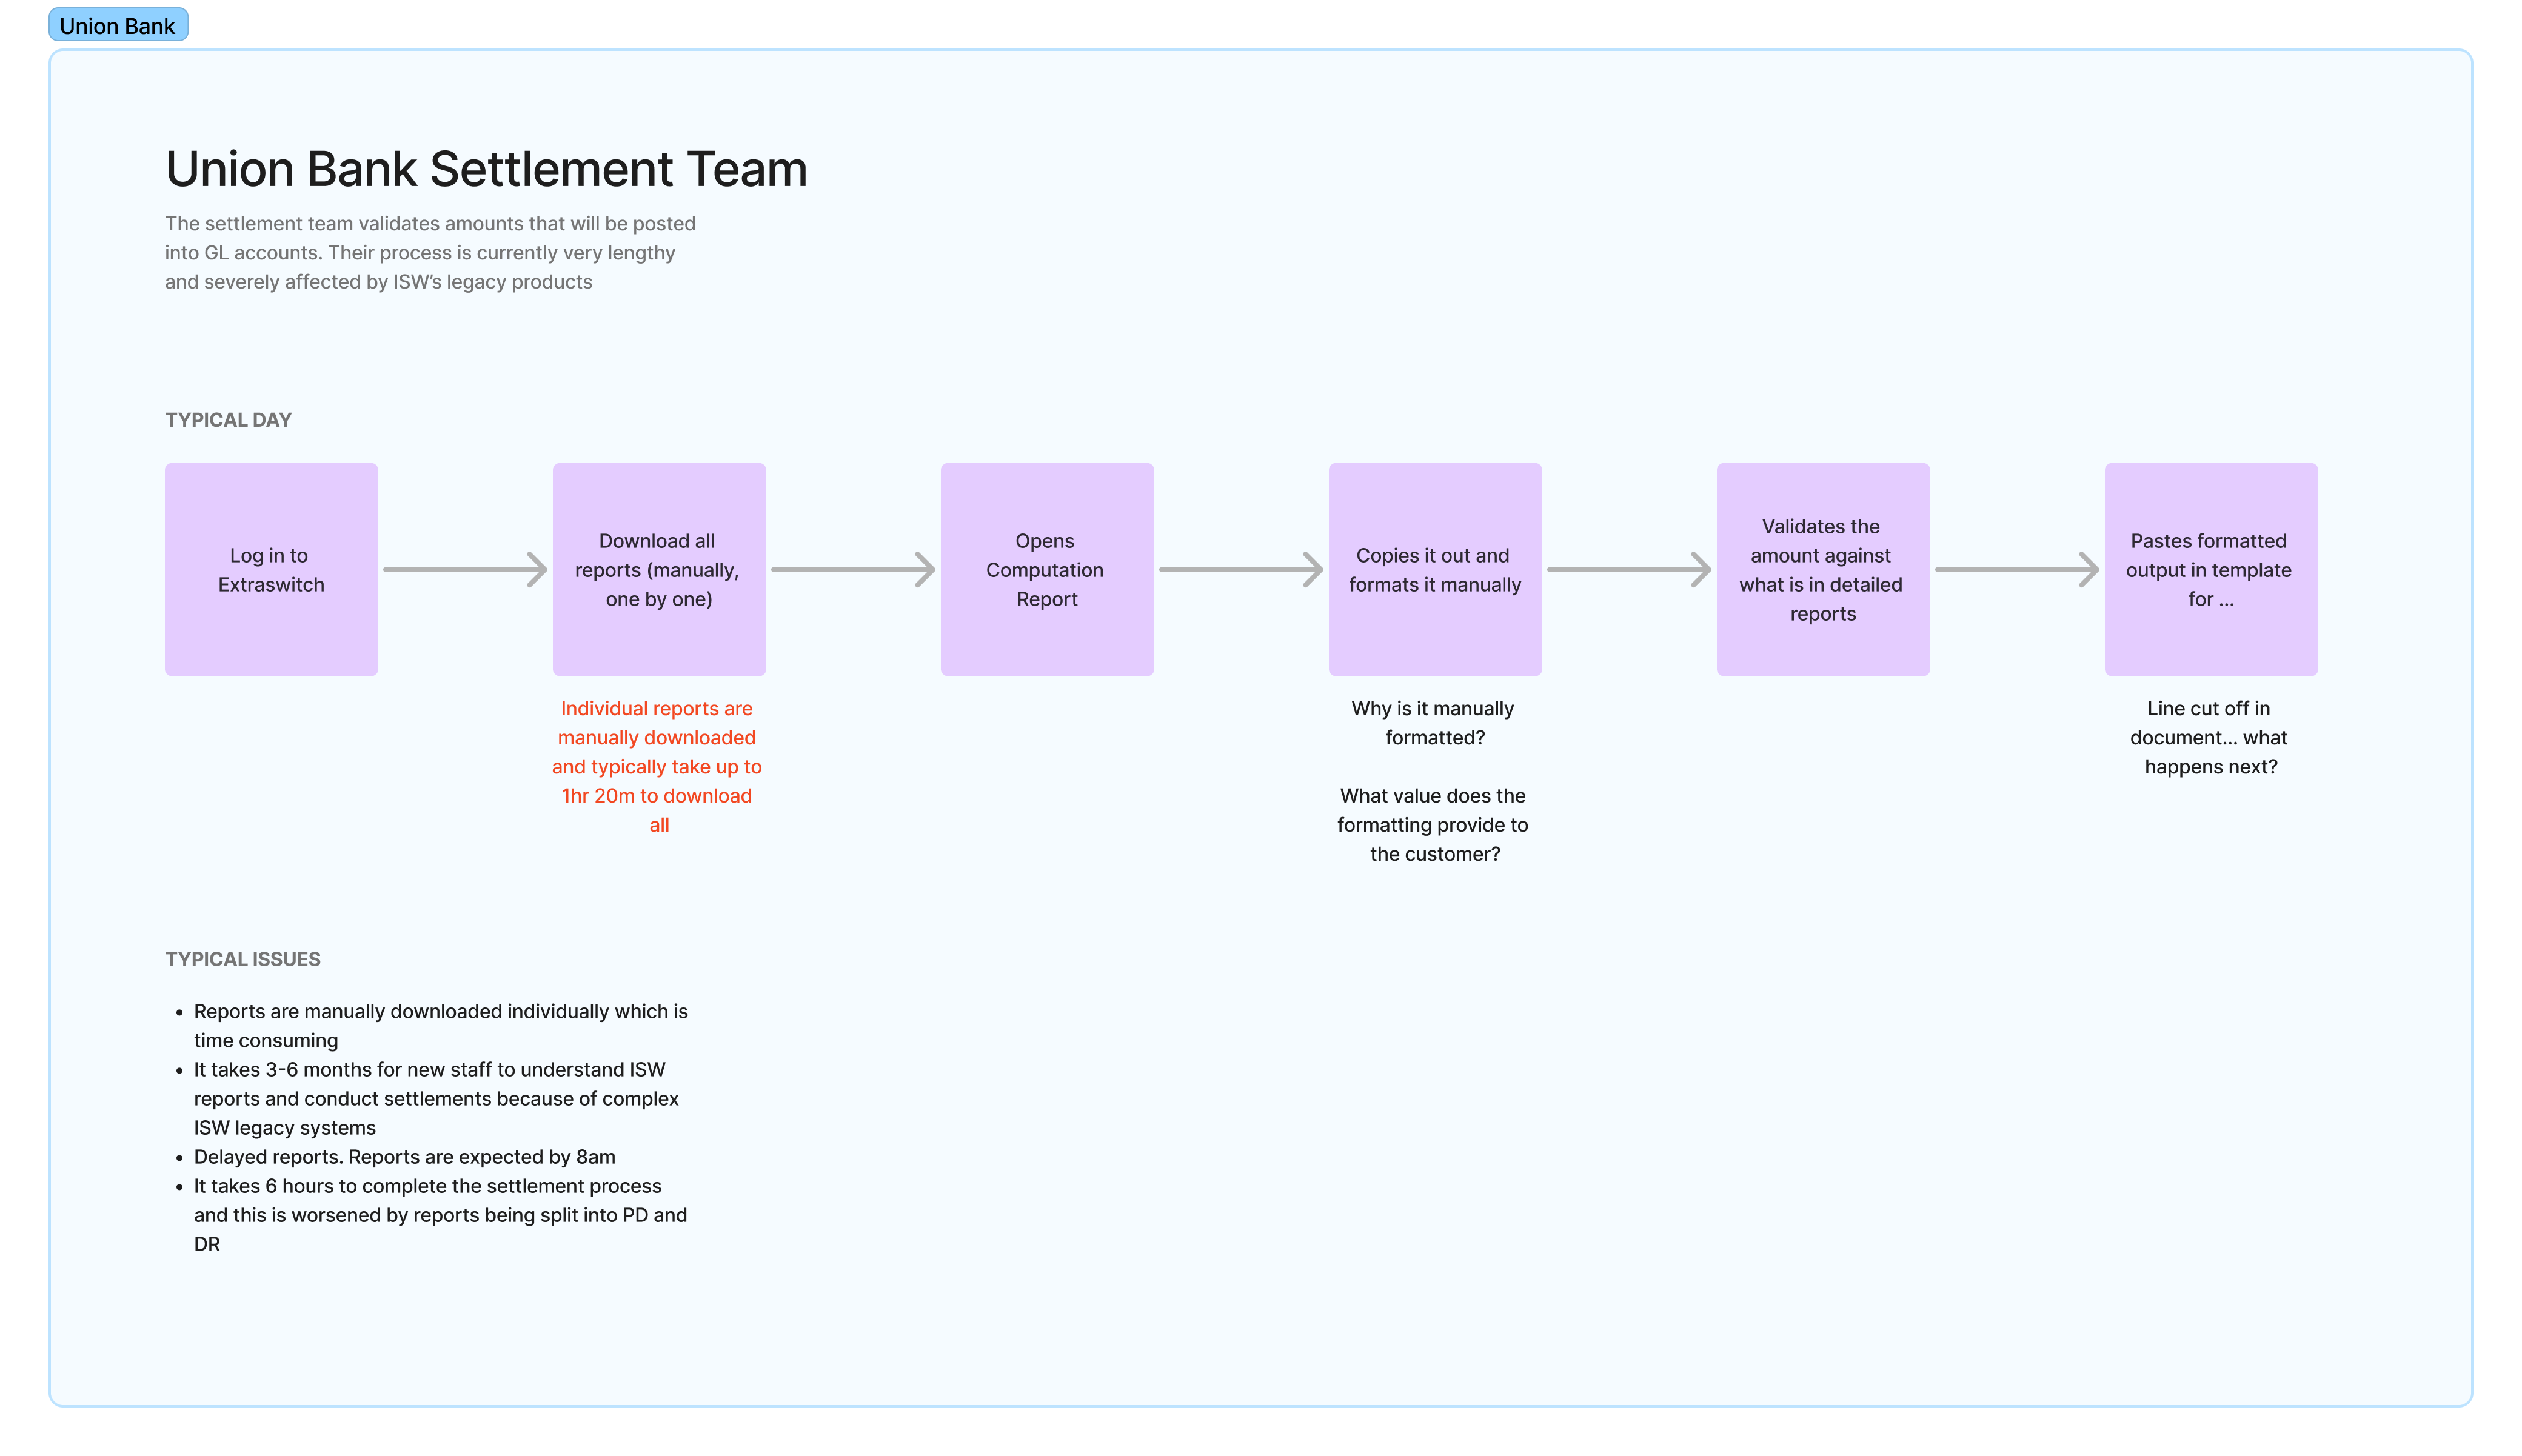 Union Bank
Union Bank Settlement Team
The settlement team validates amounts that will be posted
into GL accounts. Their process is currently very lengthy
and severely affected by ISW’s legacy products
TYPICAL DAY
Log in to
Extraswitch
Download all
reports (manually,
one by one)
Opens
Computation
Report
Copies it out and
formats it manually
Validates the
amount against
what is in detailed
reports
Pastes formatted
output in template
for ...
Individual reports are
manually downloaded
and typically take up to
1hr 20m to download
all
Why is it manually
formatted?
What value does the
formatting provide to
the customer?
Line cut off in
document... what
happens next?
TYPICAL ISSUES
• Reports are manually downloaded individually which is
time consuming
• It takes 3-6 months for new staff to understand ISW
reports and conduct settlements because of complex
ISW legacy systems
• Delayed reports. Reports are expected by 8am
• It takes 6 hours to complete the settlement process
and this is worsened by reports being split into PD and
DR